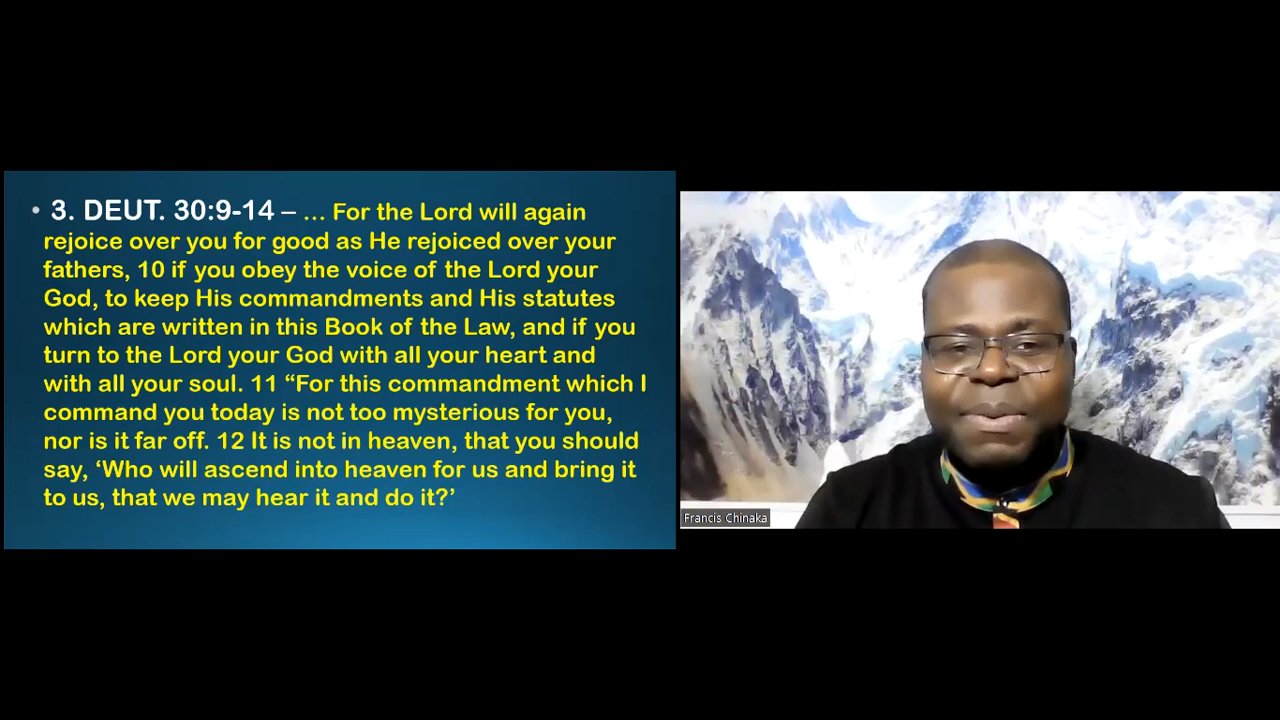 • 3. DEUT. 30:9-14 – ... For the Lord will again
rejoice over you for good as He rejoiced over your
fathers, 10 if you obey the voice of the Lord your
God, to keep His commandments and His statutes
which are written in this Book of the Law, and if you
turn to the Lord your God with all your heart and
with all your soul. 11 “For this commandment which I
command you today is not too mysterious for you,
nor is it far off. 12 It is not in heaven, that you should
say, ‘Who will ascend into heaven for us and bring it
to us, that we may hear it and do it?’
Francis Chinaka